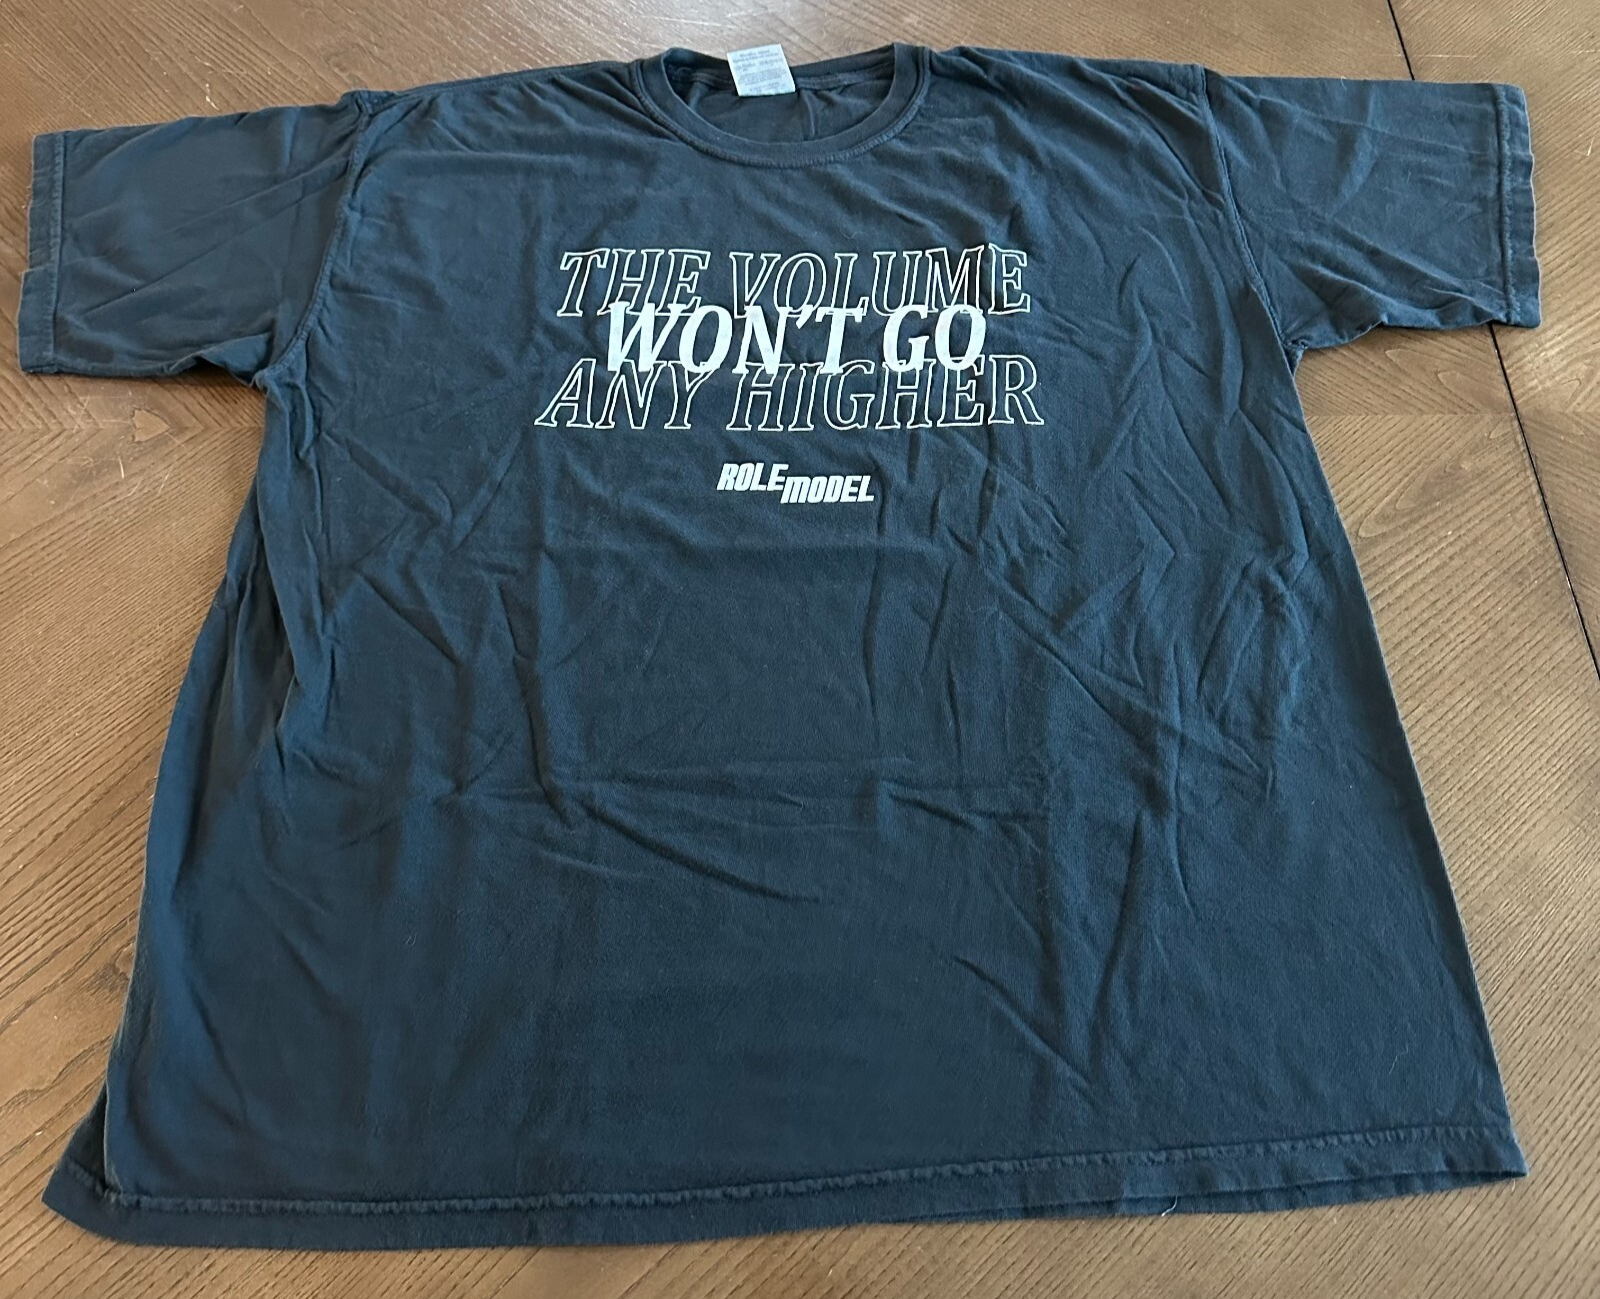 THE VOLUME
WON'T GO
ANY HIGHER
ROLE MODEL